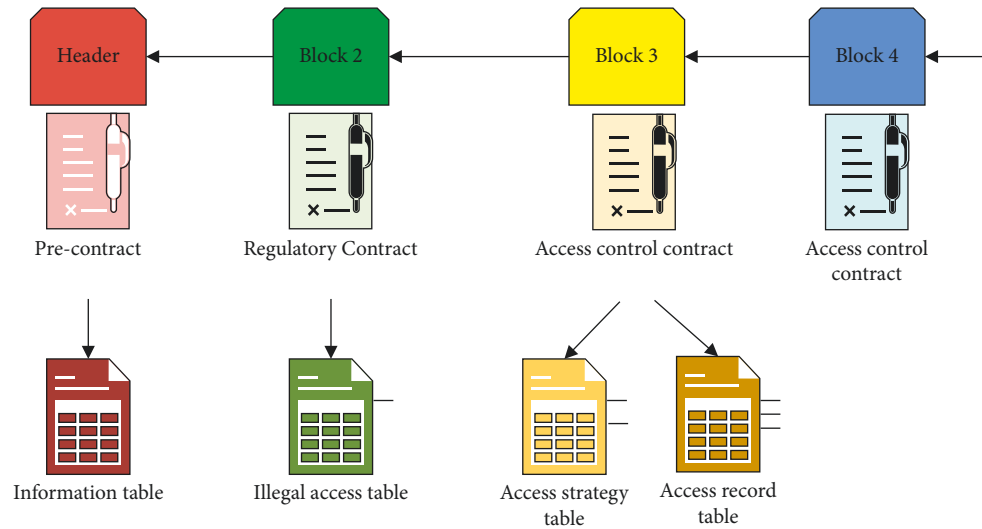 Header
Block 2
Block 3
Block 4
Pre-contract
Regulatory Contract
Access control contract
Access control
contract
Information table
Illegal access table
Access strategy
table
Access record
table